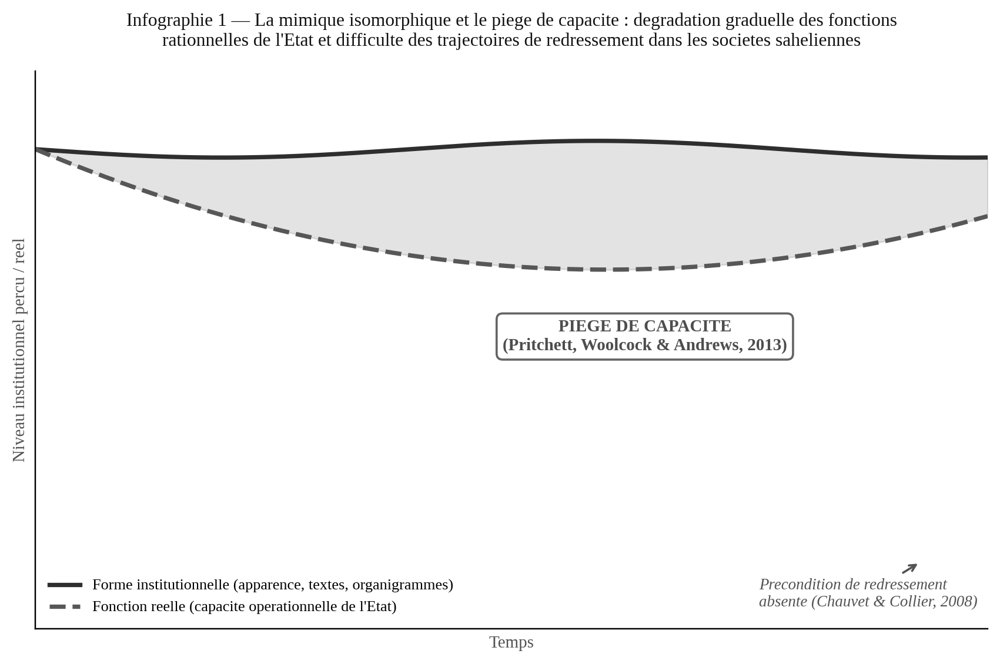 Infographie 1 — La mimique isomorphique et le piege de capacite : degradation graduelle des fonctions
rationnelles de l'Etat et difficulte des trajectoires de redressement dans les societes saheliennes
Niveau institutionnel percu / reel
PIEGE DE CAPACITE
(Pritchett, Woolcock & Andrews, 2013)
Forme institutionnelle (apparence, textes, organigrammes)
Fonction reelle (capacite operationnelle de l'Etat)
Precondition de redressement
absente (Chauvet & Collier, 2008)
Temps